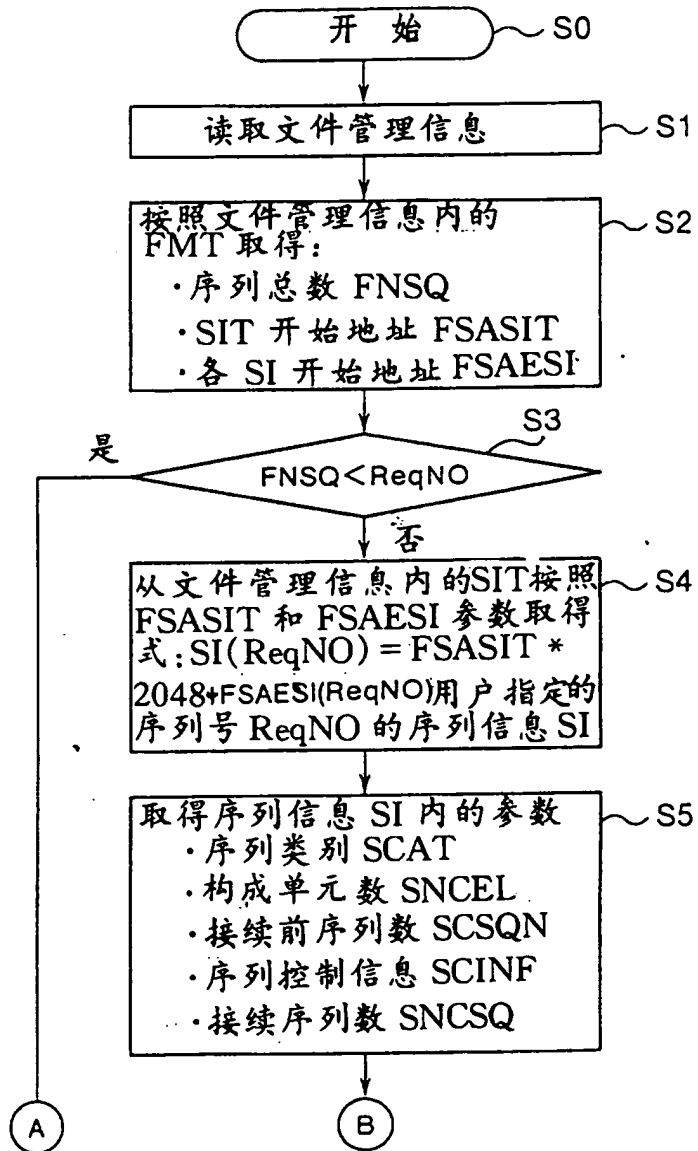 开 始
S0
读取文件管理信息
S1
按照文件管理信息内的
FMT 取得:
·序列总数 FNSQ
·SIT 开始地址 FSASIT
·各 SI 开始地址 FSAESI
S2
S3
是
FNSQ<ReqNO
否
从文件管理信息内的SIT按照
FSASIT 和 FSAESI 参数取得
式:SI(ReqNO)=FSASIT *
2048+FSAESI(ReqNO)用户指定的
序列号 ReqNO 的序列信息 SI
S4
取得序列信息 SI 内的参数
·序列类别 SCAT
·构成单元数 SNCEL
·接续前序列数 SCSQN
·序列控制信息 SCINF
·接续序列数 SNCSQ
S5
A
B